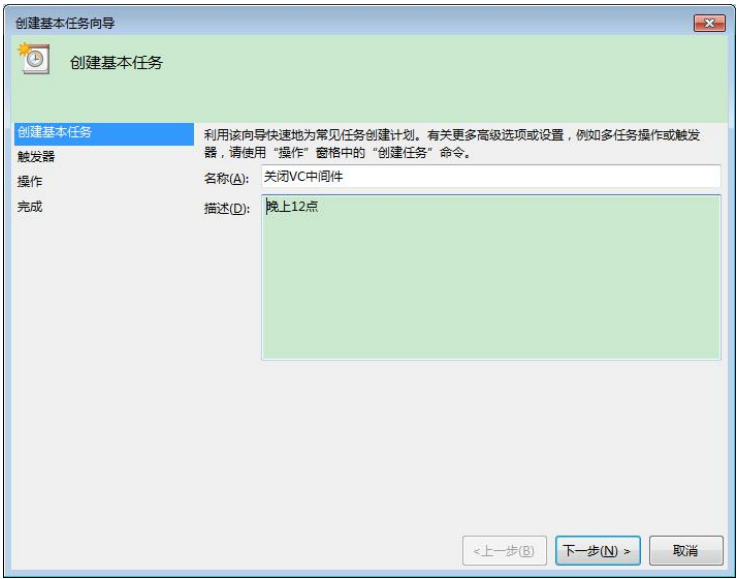 创建基本任务向导
创建基本任务
创建基本任务
触发器
操作
完成
利用该向导快速地为常见任务创建计划。有关更多高级选项或设置，例如多任务操作或触发
器，请使用“操作”窗格中的“创建任务”命令。
名称(A): 关闭VC中间件
描述(D): 晚上12点
<上一步(B) 下一步(N) > 取消